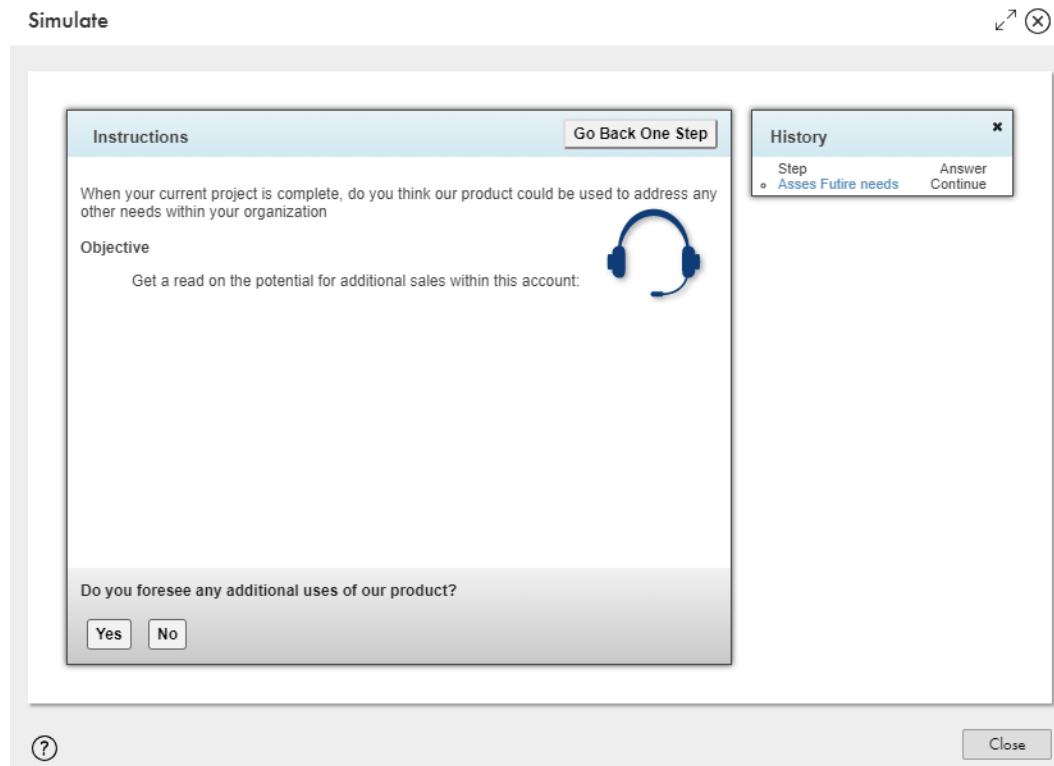 Simulate
Instructions
Go Back One Step
When your current project is complete, do you think our product could be used to address any
other needs within your organization
Objective
Get a read on the potential for additional sales within this account:
Do you foresee any additional uses of our product?
Yes No
History
Step Answer
Asses Futire needs Continue
Close